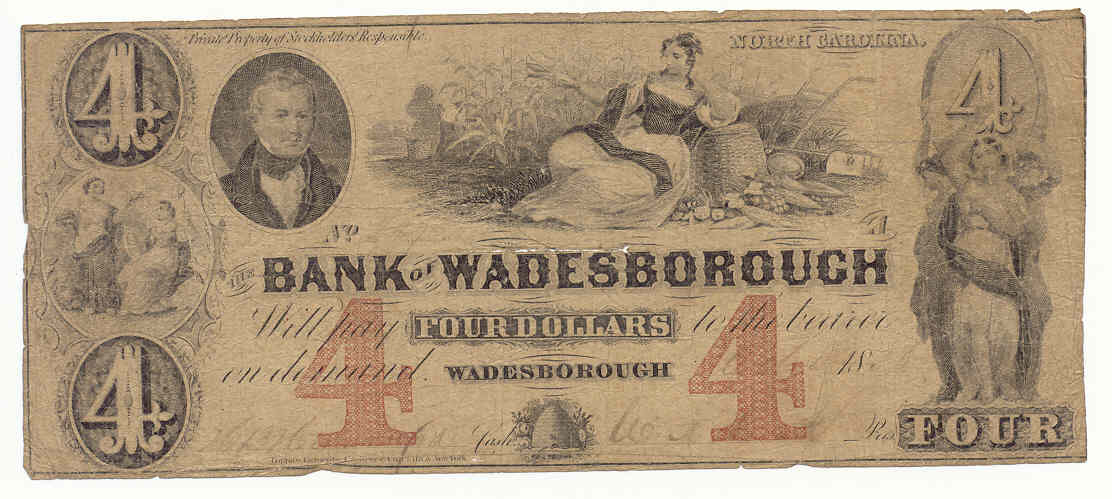 4
Private Property of Stockholders Responsible.
NORTH CAROLINA.
4
No
A
THE BANK of WADESBOROUGH
Will pay FOUR DOLLARS to the bearer
on demand. WADESBOROUGH 18
4 4
4
Cash.
Pres
FOUR